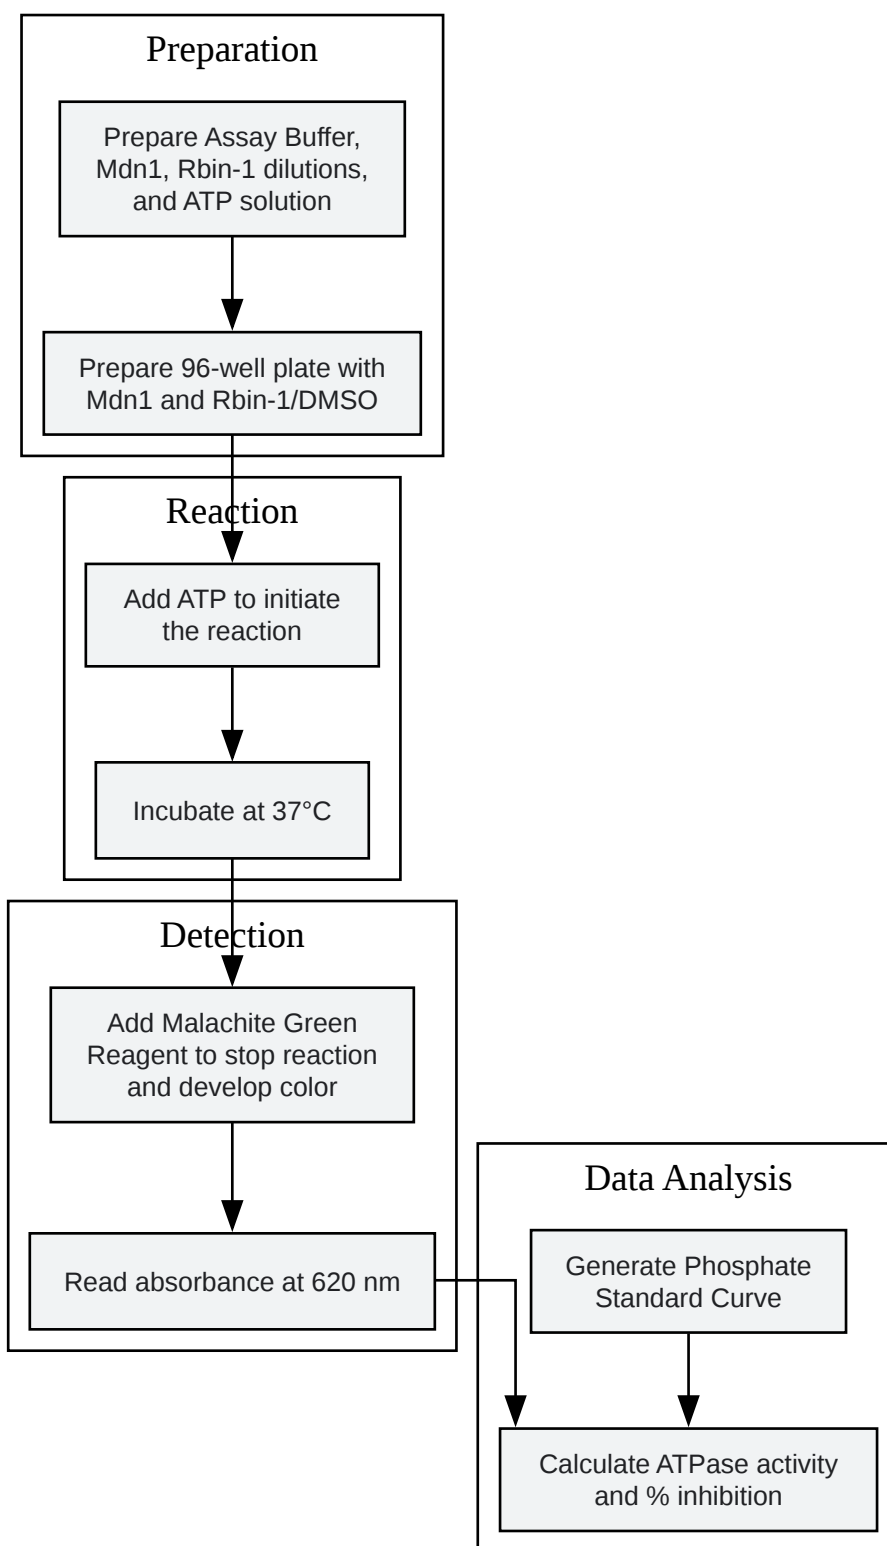 Preparation
Prepare Assay Buffer,
Mdn1, Rbin-1 dilutions,
and ATP solution
Prepare 96-well plate with
Mdn1 and Rbin-1/DMSO
Reaction
Add ATP to initiate
the reaction
Incubate at 37°C
Detection
Add Malachite Green
Reagent to stop reaction
and develop color
Read absorbance at 620 nm
Data Analysis
Generate Phosphate
Standard Curve
Calculate ATPase activity
and % inhibition